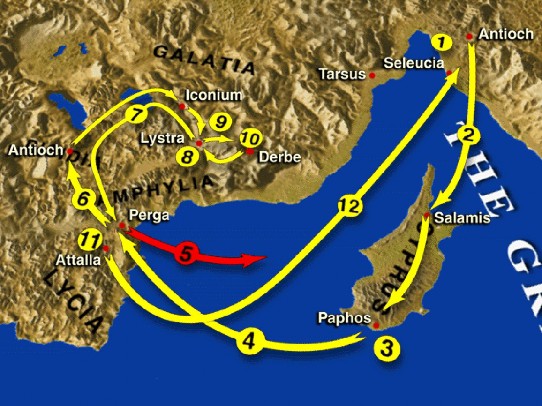 GALATIA
1
Antioch
Seleucia
Tarsus
Iconium
7
9
Lystra
10
2
Antioch
8
Derbe
THE GR
PAMPHYLIA
6
12
Perga
Salamis
11
5
CYPRUS
Attalla
LYCIA
Paphos
4
3